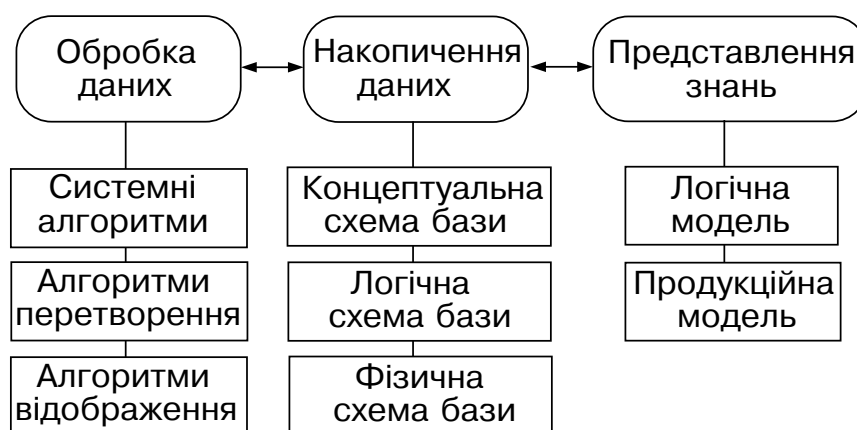 Обробка
даних
Накопичення
даних
Представлення
знань
Системні
алгоритми
Алгоритми
перетворення
Алгоритми
відображення
Концептуальна
схема бази
Логічна
схема бази
Фізична
схема бази
Логічна
модель
Продукційна
модель